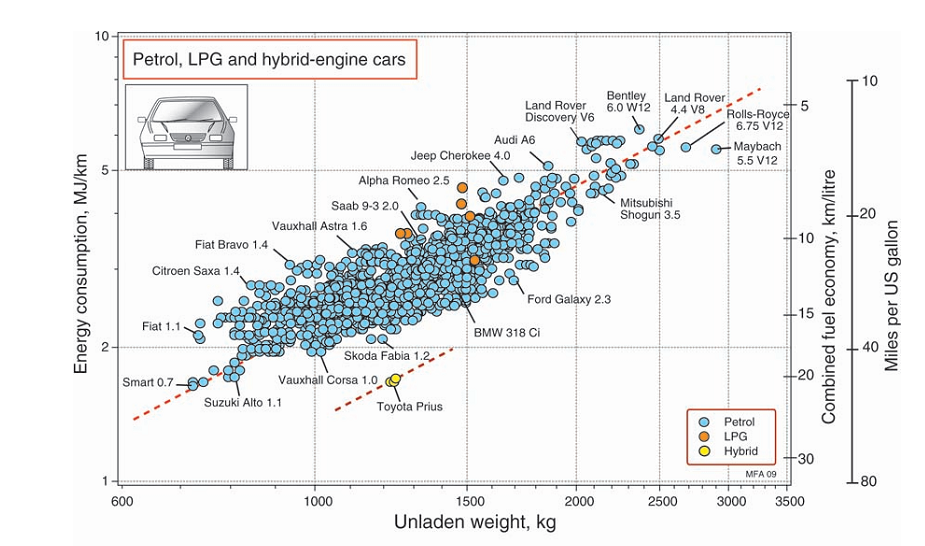 Petrol, LPG and hybrid-engine cars
Energy consumption, MJ/km
10
5
2
1
600
1000
1500
2000
2500
3000
3500
Unladen weight, kg
Bentley
6.0 W12
Land Rover
4.4 V8
Land Rover
Discovery V6
Rolls-Royce
6.75 V12
Audi A6
Maybach
5.5 V12
Jeep Cherokee 4.0
Alpha Romeo 2.5
Saab 9-3 2.0
Mitsubishi
Shogun 3.5
Vauxhall Astra 1.6
Fiat Bravo 1.4
Citroen Saxa 1.4
Ford Galaxy 2.3
Fiat 1.1
BMW 318 Ci
Skoda Fabia 1.2
Smart 0.7
Vauxhall Corsa 1.0
Suzuki Alto 1.1
Toyota Prius
Petrol
LPG
Hybrid
MFA 09
5
10
15
20
30
Combined fuel economy, km/litre
10
20
40
80
Miles per US gallon